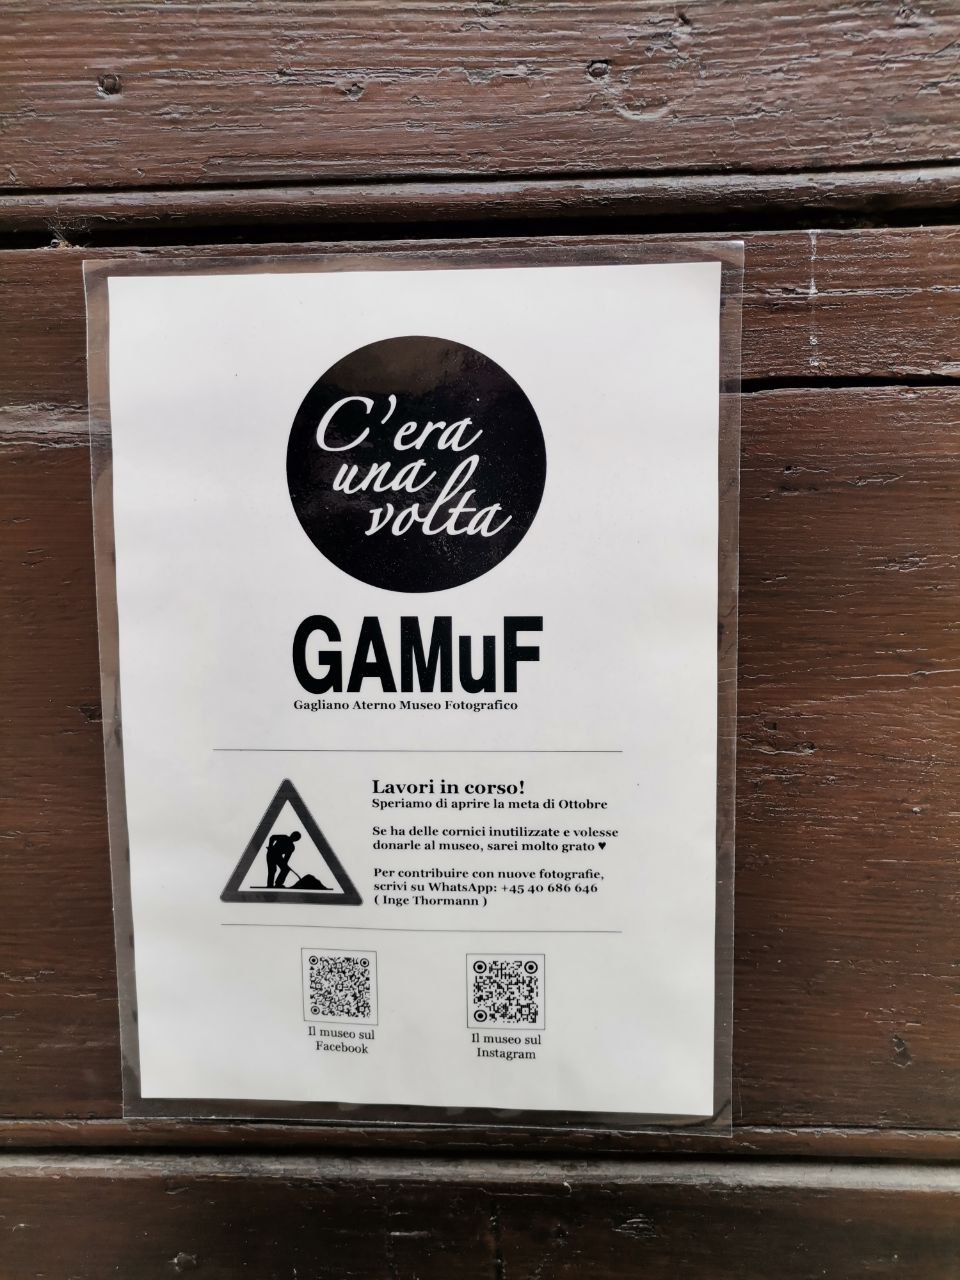 C'era
una
volta
GAMuF
Gagliano Aterno Museo Fotografico
Lavori in corso!
Speriamo di aprire la meta di Ottobre
Se ha delle cornici inutilizzate e volesse
donarle al museo, sarei molto grato ♥
Per contribuire con nuove fotografie,
scrivi su WhatsApp: +45 40 686 646
( Inge Thormann )
Il museo sul
Facebook
Il museo sul
Instagram